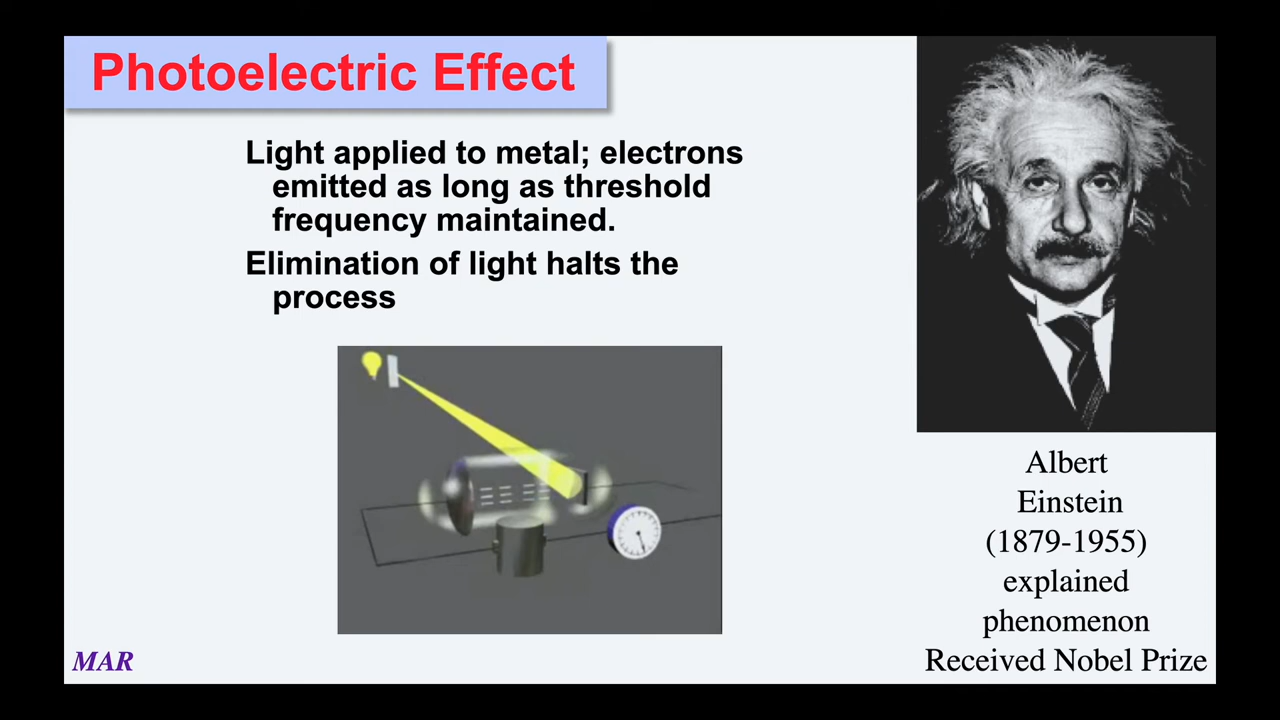 Photoelectric Effect
Light applied to metal; electrons
emitted as long as threshold
frequency maintained.
Elimination of light halts the
process
Albert
Einstein
(1879-1955)
explained
phenomenon
Received Nobel Prize
MAR